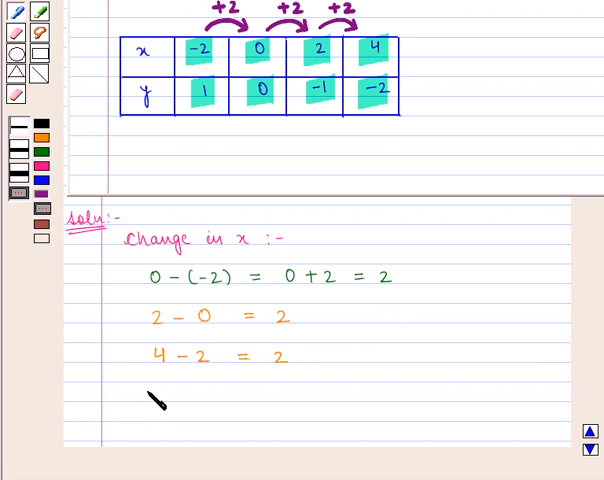 +2 +2 +2
x -2 0 2 4
y 1 0 -1 -2
Soln:-
Change in x :-
0 - (-2) = 0 + 2 = 2
2 - 0 = 2
4 - 2 = 2